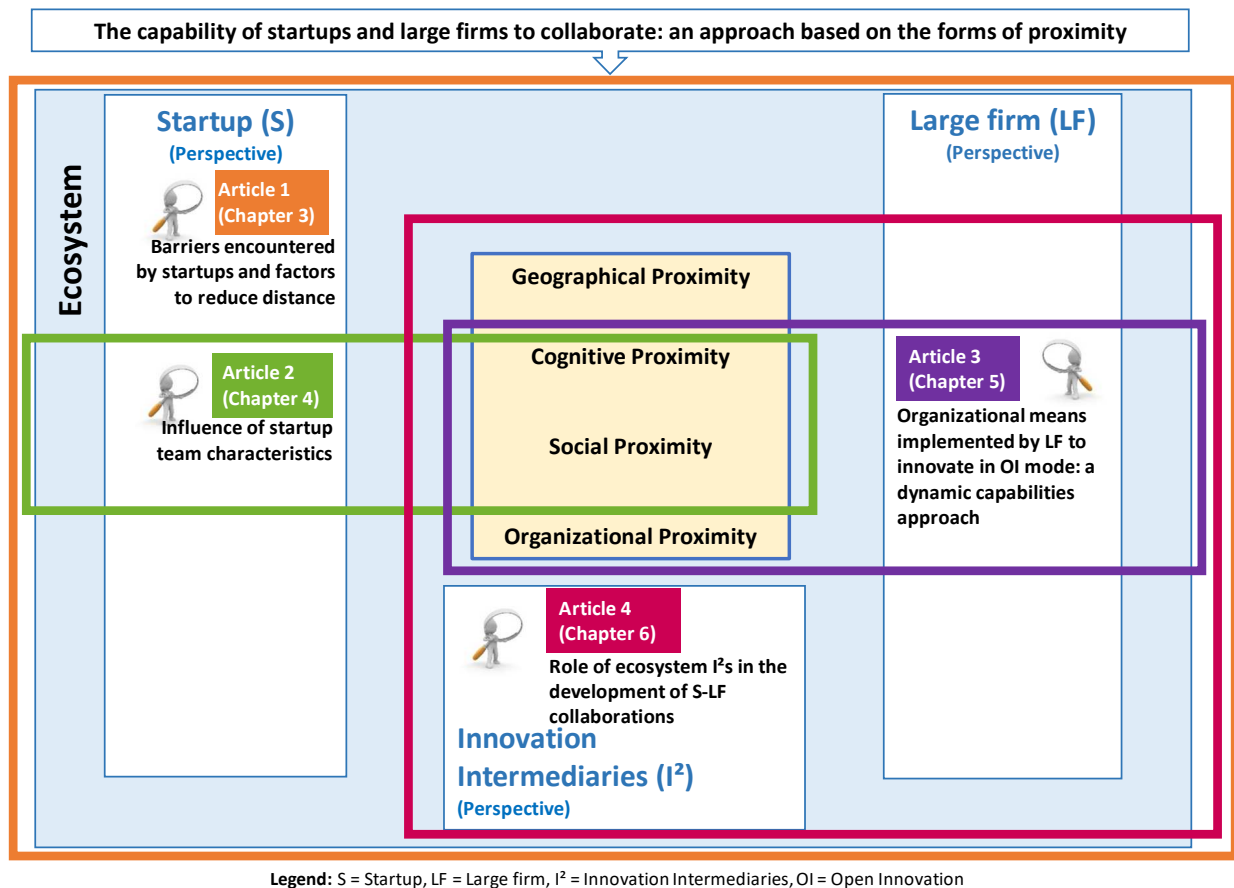 The capability of startups and large firms to collaborate: an approach based on the forms of proximity
Ecosystem
Startup (S)
(Perspective)
Article 1
(Chapter 3)
Barriers encountered
by startups and factors
to reduce distance
Article 2
(Chapter 4)
Influence of startup
team characteristics
Geographical Proximity
Cognitive Proximity
Social Proximity
Organizational Proximity
Large firm (LF)
(Perspective)
Article 3
(Chapter 5)
Organizational means
implemented by LF to
innovate in OI mode: a
dynamic capabilities
approach
Article 4
(Chapter 6)
Role of ecosystem I²s in the
development of S-LF
collaborations
Innovation
Intermediaries (I²)
(Perspective)
Legend: S = Startup, LF = Large firm, I² = Innovation Intermediaries, OI = Open Innovation